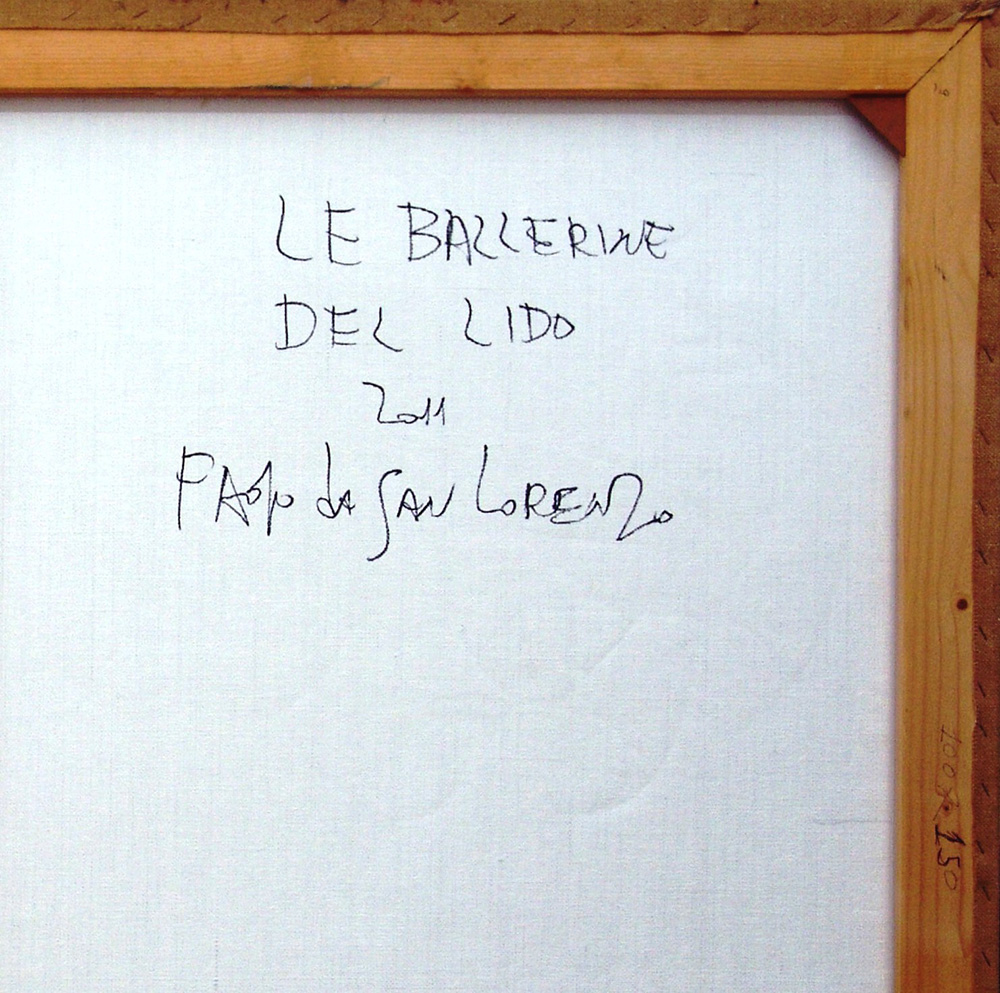 LE BALLERINE
DEL LIDO
2011
PAOLO da SAN LORENZO
100 x 150